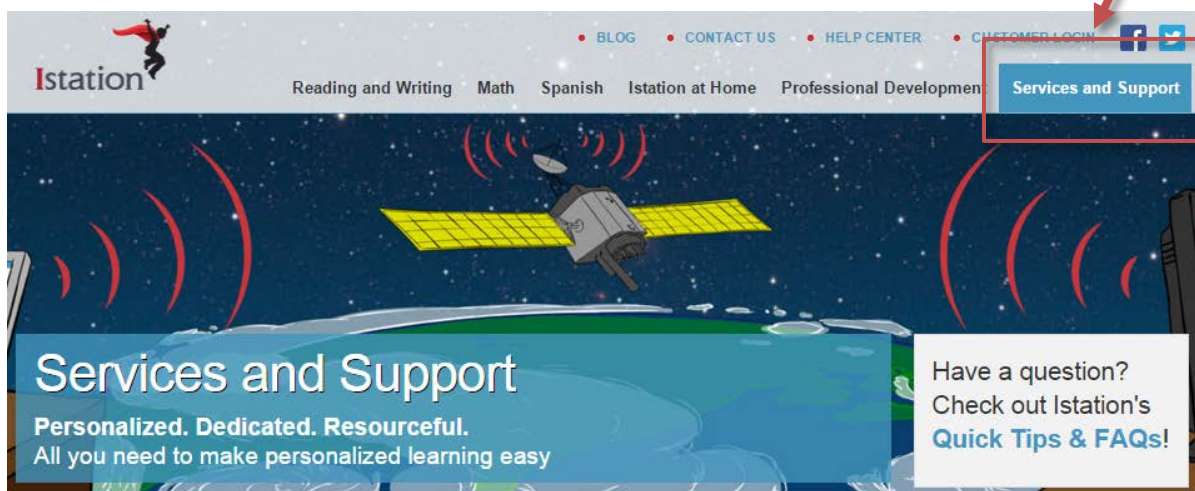 BLOG CONTACT US HELP CENTER CUSTOMER LOGIN
Istation
Reading and Writing Math Spanish Istation at Home Professional Development Services and Support
Services and Support
Personalized. Dedicated. Resourceful.
All you need to make personalized learning easy
Have a question?
Check out Istation's
Quick Tips & FAQs!